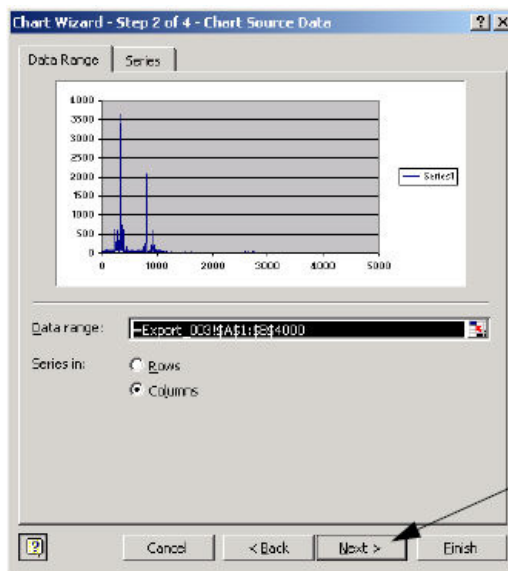 Chart Wizard - Step 2 of 4 - Chart Source Data
Data Range Series
4000
3500
3000
2500
2000
1500
1000
500
0
0 1000 2000 3000 4000 5000
Series1
Data range: =Export_003!$A$1:$B$4000
Series in: Rows
Columns
Cancel < Back Next > Finish